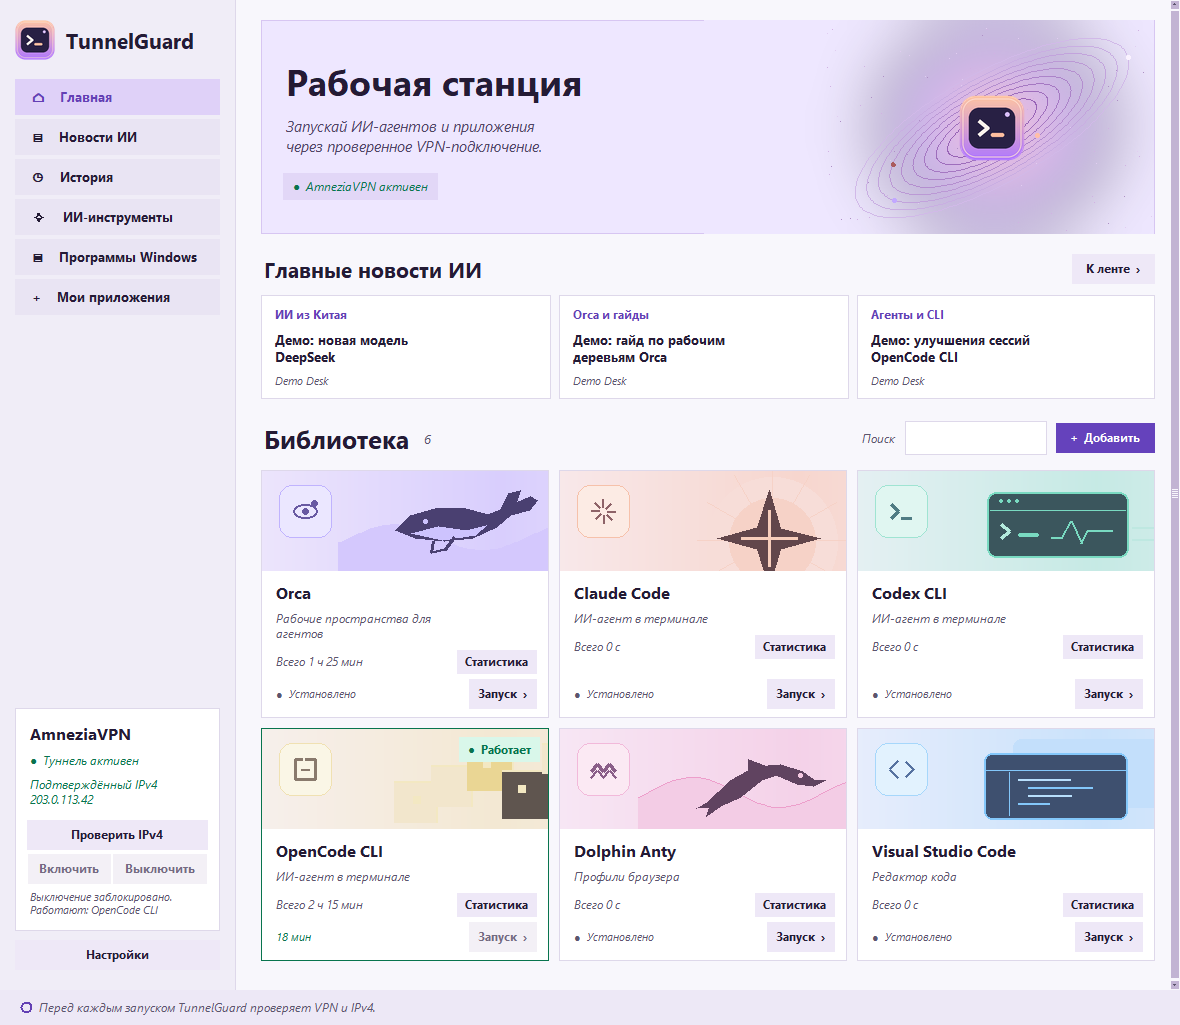 TunnelGuard
Главная
Новости ИИ
История
ИИ-инструменты
Программы Windows
Мои приложения
AmneziaVPN
Туннель активен
Подтверждённый IPv4
203.0.113.42
Проверить IPv4
Включить
Выключить
Выключение заблокировано.
Работают: OpenCode CLI
Настройки
Рабочая станция
Запускай ИИ-агентов и приложения
через проверенное VPN-подключение.
● AmneziaVPN активен
Главные новости ИИ
К ленте ›
ИИ из Китая
Демо: новая модель
DeepSeek
Demo Desk
Orca и гайды
Демо: гайд по рабочим
деревьям Orca
Demo Desk
Агенты и CLI
Демо: улучшения сессий
OpenCode CLI
Demo Desk
Библиотека 6
Поиск
+ Добавить
Orca
Рабочие пространства для
агентов
Всего 1 ч 25 мин
Статистика
● Установлено
Запуск ›
Claude Code
ИИ-агент в терминале
Всего 0 с
Статистика
● Установлено
Запуск ›
Codex CLI
ИИ-агент в терминале
Всего 0 с
Статистика
● Установлено
Запуск ›
● Работает
OpenCode CLI
ИИ-агент в терминале
Всего 2 ч 15 мин
Статистика
18 мин
Запуск ›
Dolphin Anty
Профили браузера
Всего 0 с
Статистика
● Установлено
Запуск ›
Visual Studio Code
Редактор кода
Всего 0 с
Статистика
● Установлено
Запуск ›
Перед каждым запуском TunnelGuard проверяет VPN и IPv4.